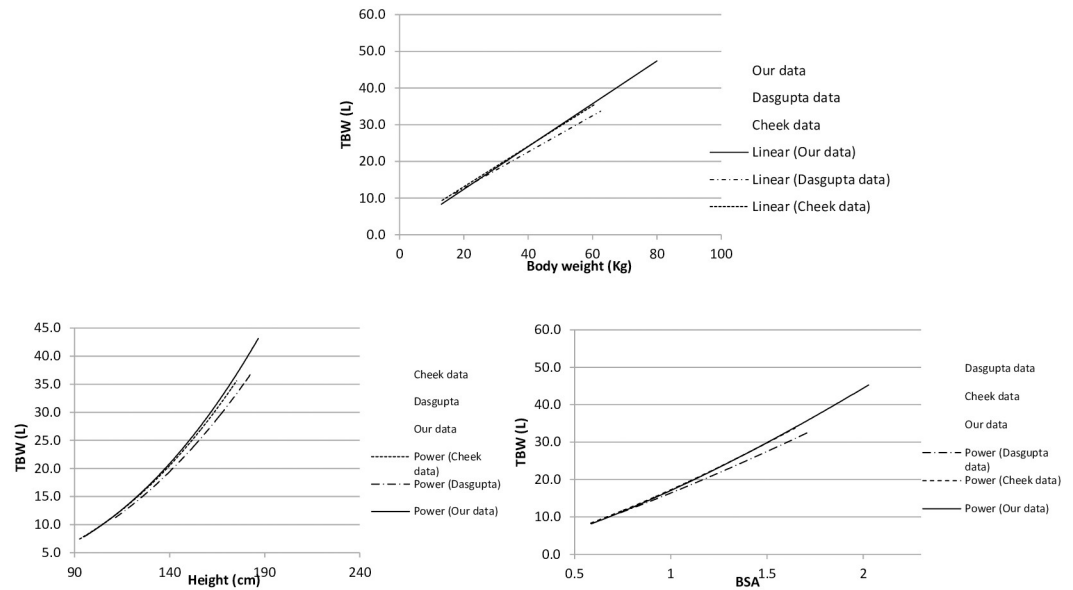 60.0
50.0
40.0
30.0
20.0
10.0
0.0
TBW (L)
0 20 40 60 80 100
Body weight (Kg)
Our data
Dasgupta data
Cheek data
Linear (Our data)
Linear (Dasgupta data)
Linear (Cheek data)
45.0
40.0
35.0
30.0
25.0
20.0
15.0
10.0
5.0
TBW (L)
90 140 190 240
Height (cm)
Cheek data
Dasgupta
Our data
Power (Cheek
data)
Power (Dasgupta)
Power (Our data)
60.0
50.0
40.0
30.0
20.0
10.0
0.0
TBW (L)
0.5 1 1.5 2
BSA
Dasgupta data
Cheek data
Our data
Power (Dasgupta
data)
Power (Cheek data)
Power (Our data)